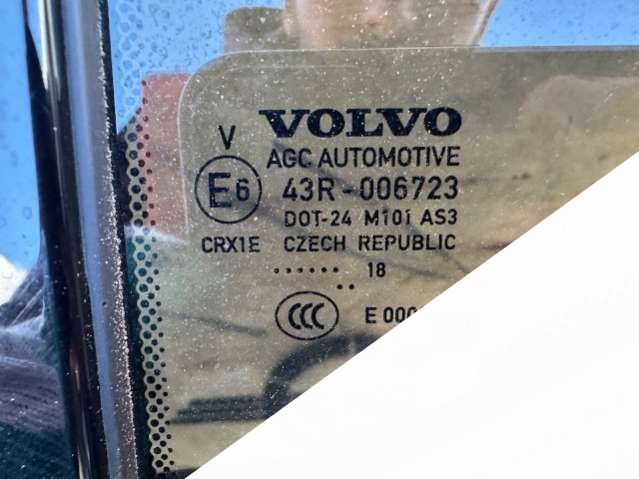 VOLVO
V AGC AUTOMOTIVE
E6 43R-006723
DOT-24 M101 AS3
CRX1E CZECH REPUBLIC
...... 18
..
CCC